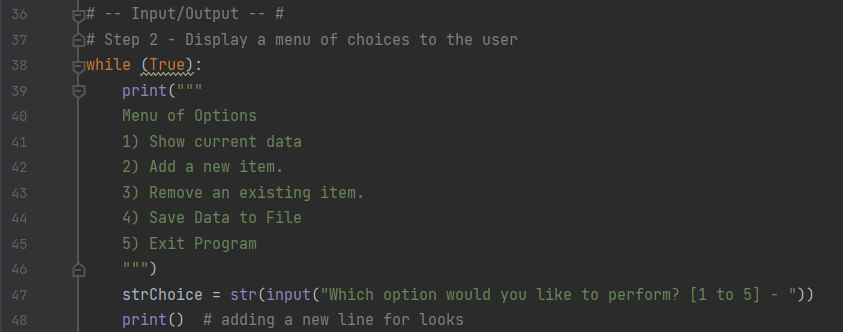 36 # -- Input/Output -- #
37 # Step 2 - Display a menu of choices to the user
38 while (True):
39     print("""
40     Menu of Options
41     1) Show current data
42     2) Add a new item.
43     3) Remove an existing item.
44     4) Save Data to File
45     5) Exit Program
46     """)
47     strChoice = str(input("Which option would you like to perform? [1 to 5] - "))
48     print()  # adding a new line for looks